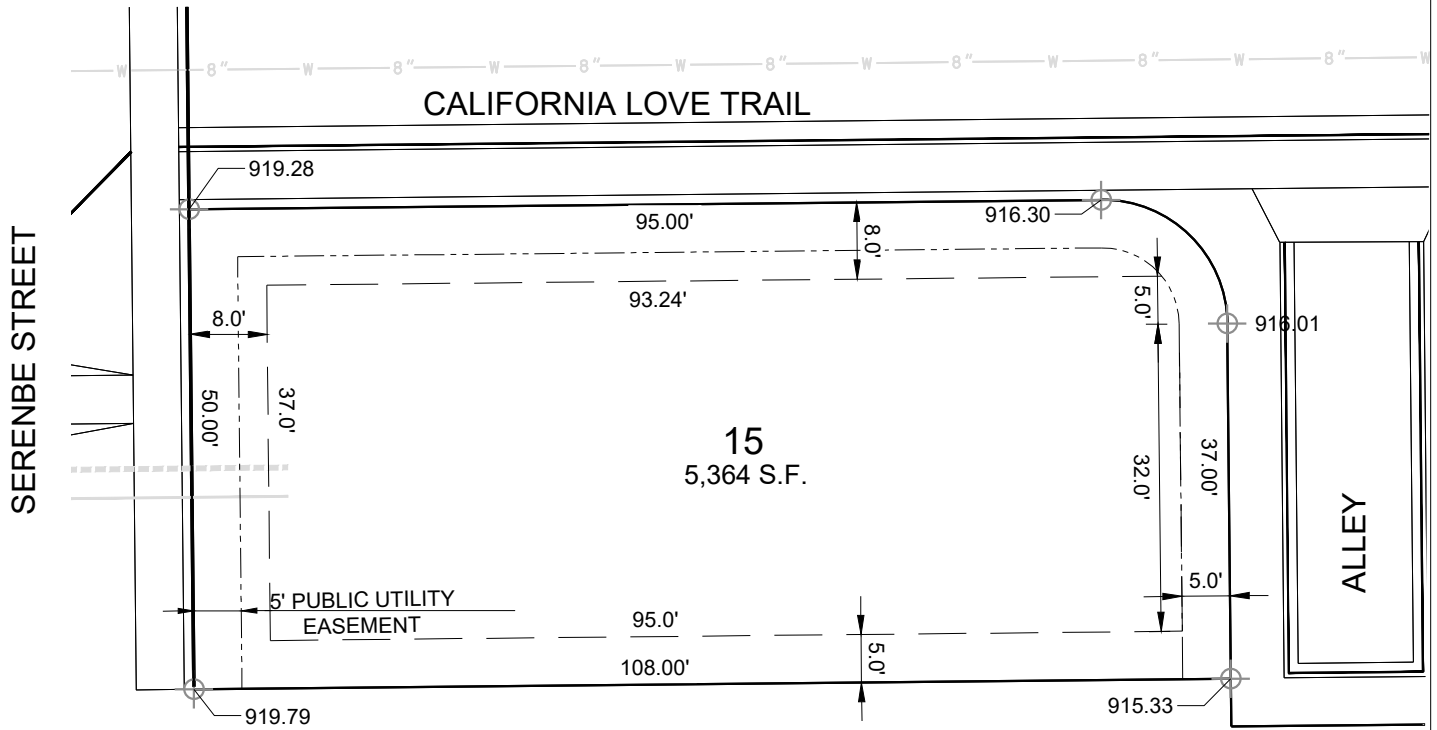 W 8" W 8" W 8" W 8" W 8" W 8" W 8" W
CALIFORNIA LOVE TRAIL
919.28
916.30
95.00'
8.0'
93.24'
5.0'
8.0'
916.01
SERENBE STREET
50.00'
37.0'
15
5,364 S.F.
32.0'
37.00'
ALLEY
5.0'
5' PUBLIC UTILITY
EASEMENT
95.0'
5.0'
108.00'
919.79
915.33